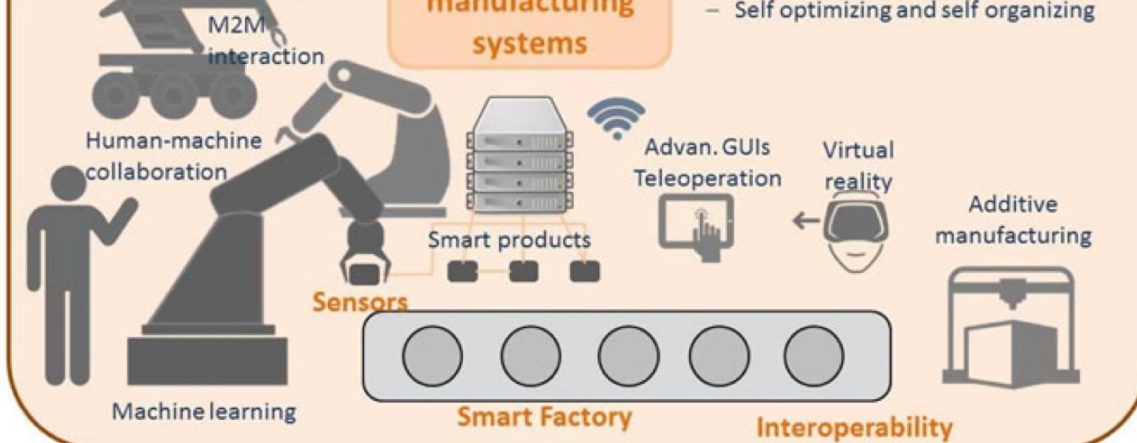 manufacturing
systems
– Self optimizing and self organizing
M2M
interaction
Human-machine
collaboration
Advan. GUIs
Teleoperation
Virtual
reality
Additive
manufacturing
Smart products
Sensors
Machine learning
Smart Factory
Interoperability